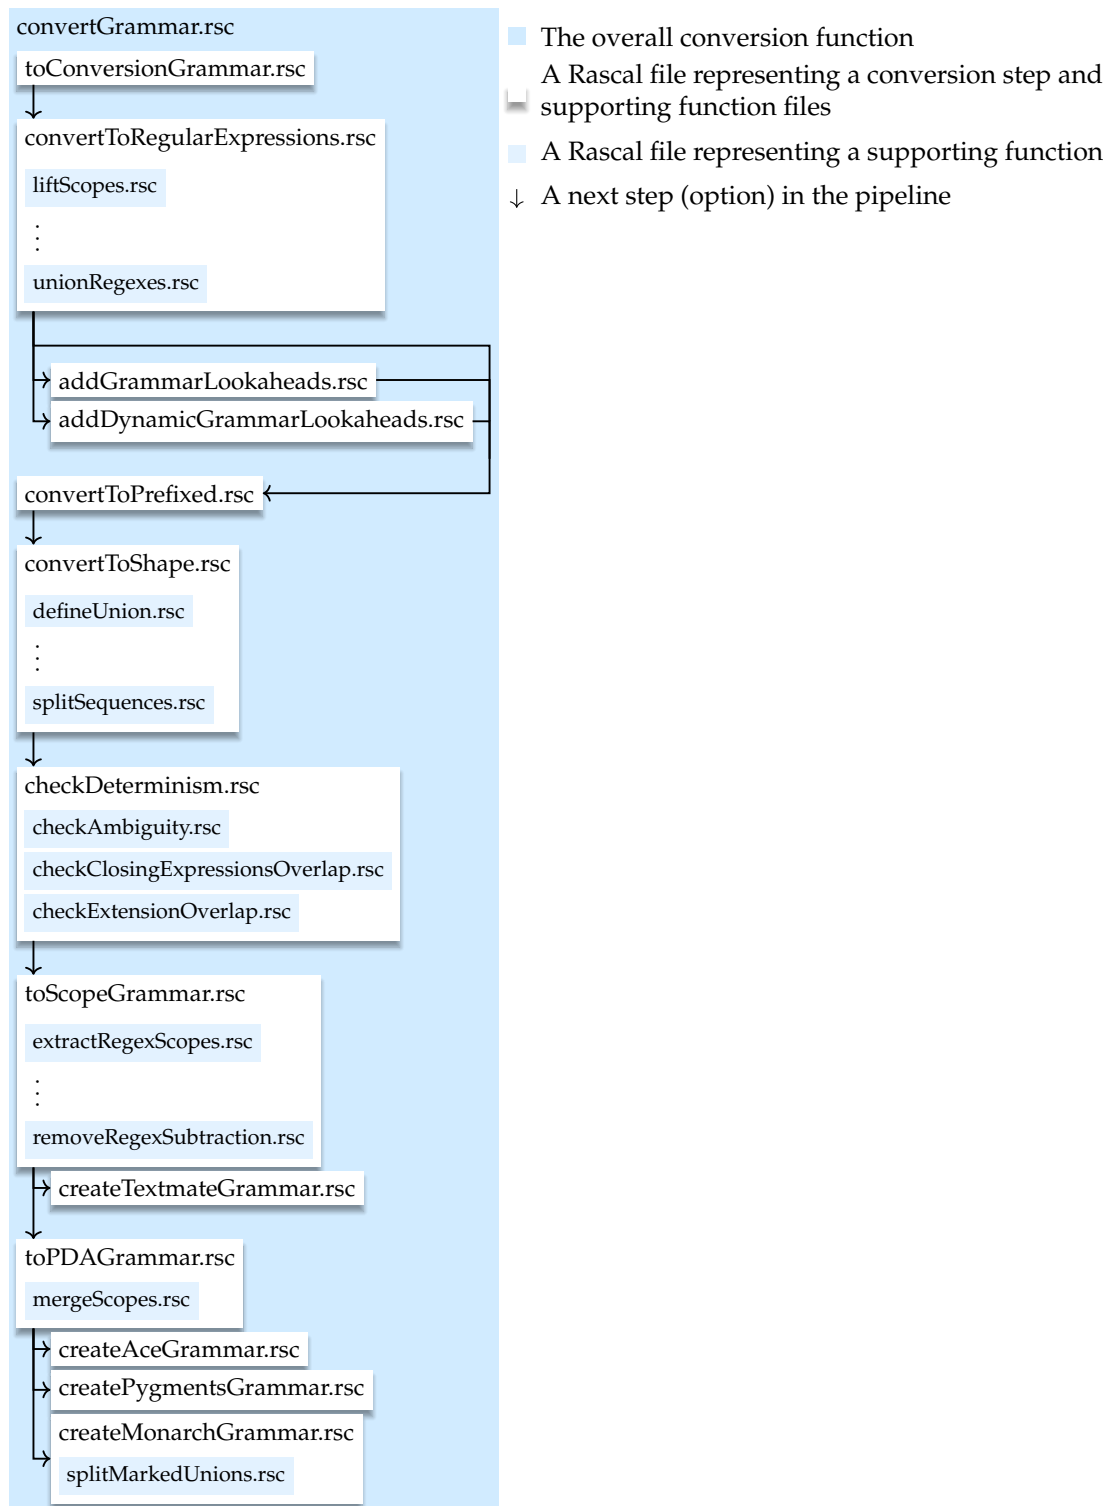 convertGrammar.rsc
toConversionGrammar.rsc
convertToRegularExpressions.rsc
liftScopes.rsc
⋮
unionRegexes.rsc
addGrammarLookaheads.rsc
addDynamicGrammarLookaheads.rsc
convertToPrefixed.rsc
convertToShape.rsc
defineUnion.rsc
⋮
splitSequences.rsc
checkDeterminism.rsc
checkAmbiguity.rsc
checkClosingExpressionsOverlap.rsc
checkExtensionOverlap.rsc
toScopeGrammar.rsc
extractRegexScopes.rsc
⋮
removeRegexSubtraction.rsc
createTextmateGrammar.rsc
toPDAGrammar.rsc
mergeScopes.rsc
createAceGrammar.rsc
createPygmentsGrammar.rsc
createMonarchGrammar.rsc
splitMarkedUnions.rsc
The overall conversion function
A Rascal file representing a conversion step and
supporting function files
A Rascal file representing a supporting function
↓ A next step (option) in the pipeline